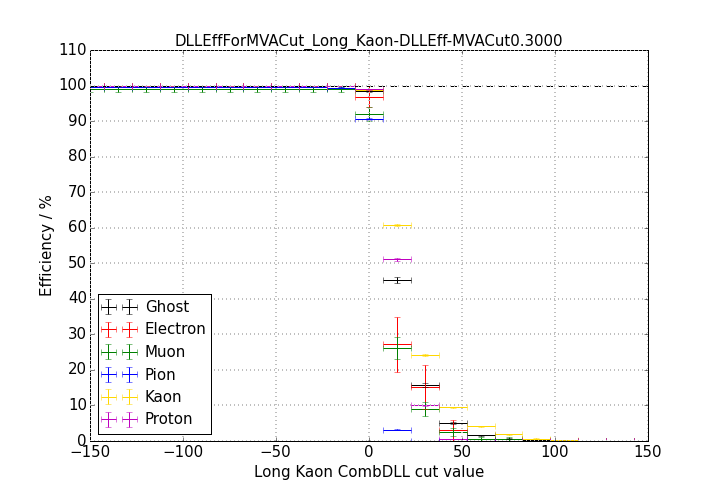 DLLEffForMVACut_Long_Kaon-DLLEff-MVACut0.3000
110
100
90
80
70
60
50
40
30
20
10
0
Efficiency / %
Ghost
Electron
Muon
Pion
Kaon
Proton
−150 −100 −50 0 50 100 150
Long Kaon CombDLL cut value